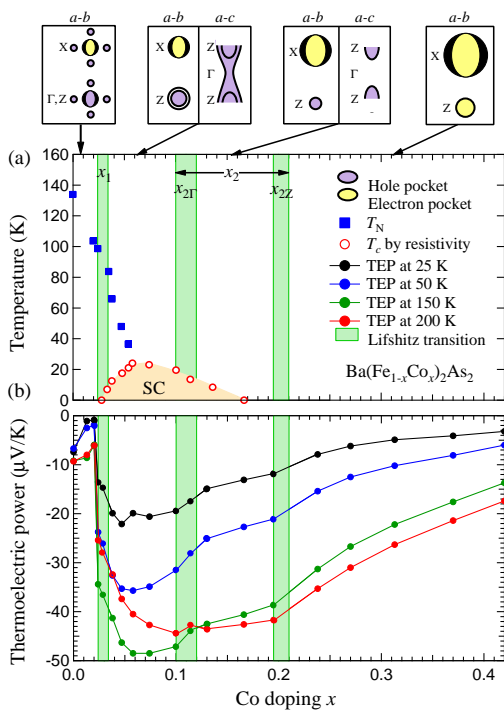 a-b
a-b a-c
a-b a-c
a-b
X
Γ,Z
X
Z
Z
Γ
Z
X
Z
Z
Γ
Z
X
Z
(a)
160
140
120
100
80
60
40
20
0
Temperature (K)
x1
x2
x2Γ
x2Z
SC
Hole pocket
Electron pocket
TN
Tc by resistivity
TEP at 25 K
TEP at 50 K
TEP at 150 K
TEP at 200 K
Lifshitz transition
Ba(Fe1-xCox)2As2
(b)
0
-10
-20
-30
-40
-50
Thermoelectric power (μV/K)
0.0 0.1 0.2 0.3 0.4
Co doping x